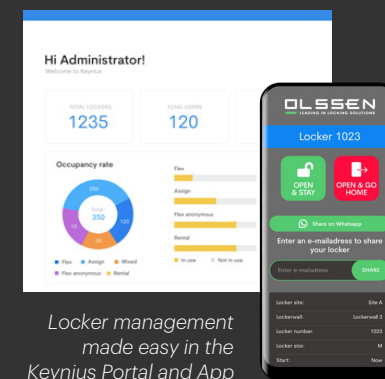 Hi Administrator!
Welcome to Keynius
TOTAL LOCKERS
1235
TOTAL USERS
120
Occupancy rate
Total:
350
120
Flex
Assign
Flex anonymous
Rental
In use
Not in use
Flex
Assign
Mixed
Flex anonymous
Rental
OLSSEN
LEADING IN LOCKING SOLUTIONS
Locker 1023
OPEN
& STAY
OPEN & GO
HOME
Share on Whatsapp
Enter an e-mailadress to share
your locker
Enter e-mailadress
SHARE
Locker site: Site A
Lockerwall: Lockerwall 3
Locker number: 1023
Locker size: M
Start: Now
Locker management
made easy in the
Keynius Portal and App